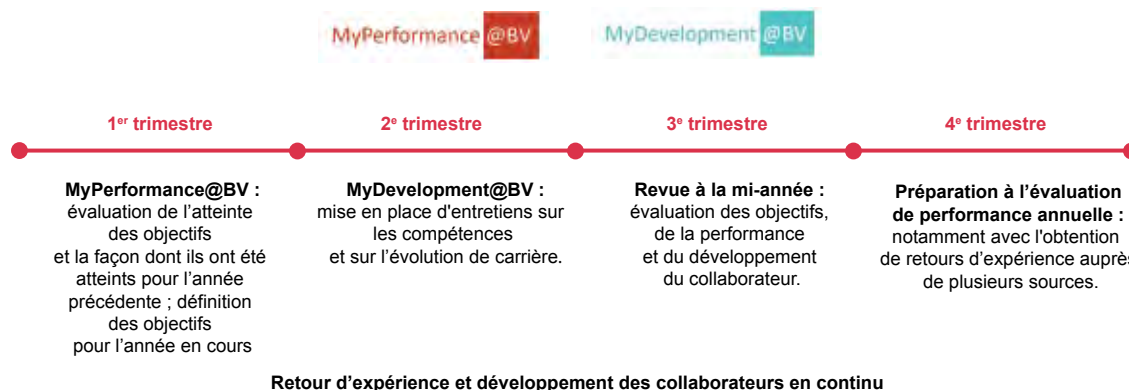 MyPerformance @BV
MyDevelopment @BV
1er trimestre
2e trimestre
3e trimestre
4e trimestre
MyPerformance@BV :
évaluation de l’atteinte
des objectifs
et la façon dont ils ont été
atteints pour l’année
précédente ; définition
des objectifs
pour l’année en cours
MyDevelopment@BV :
mise en place d'entretiens sur
les compétences
et sur l’évolution de carrière.
Revue à la mi-année :
évaluation des objectifs,
de la performance
et du développement
du collaborateur.
Préparation à l’évaluation
de performance annuelle :
notamment avec l'obtention
de retours d’expérience auprès
de plusieurs sources.
Retour d’expérience et développement des collaborateurs en continu